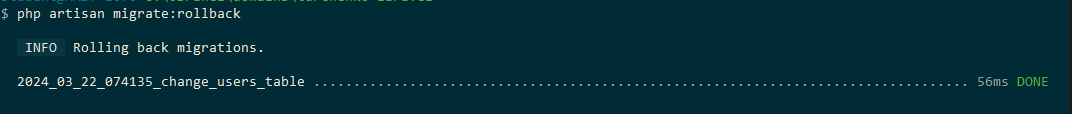 $ php artisan migrate:rollback
INFO Rolling back migrations.
2024_03_22_074135_change_users_table .................................................................................. 56ms DONE